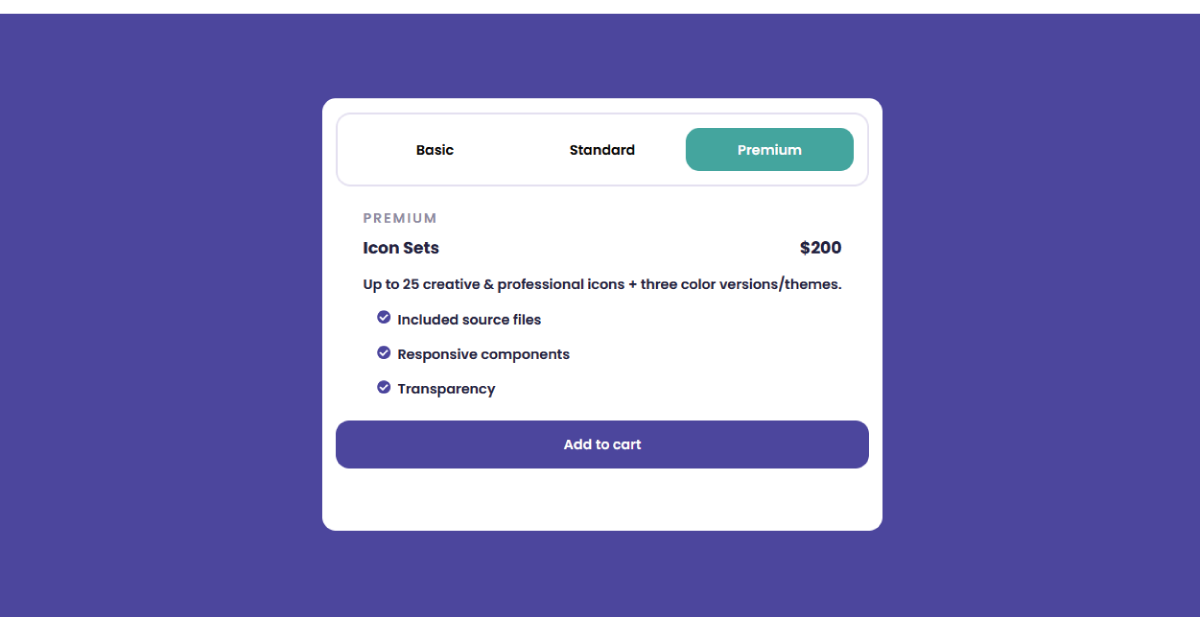 Basic Standard Premium
PREMIUM
Icon Sets $200
Up to 25 creative & professional icons + three color versions/themes.
Included source files
Responsive components
Transparency
Add to cart